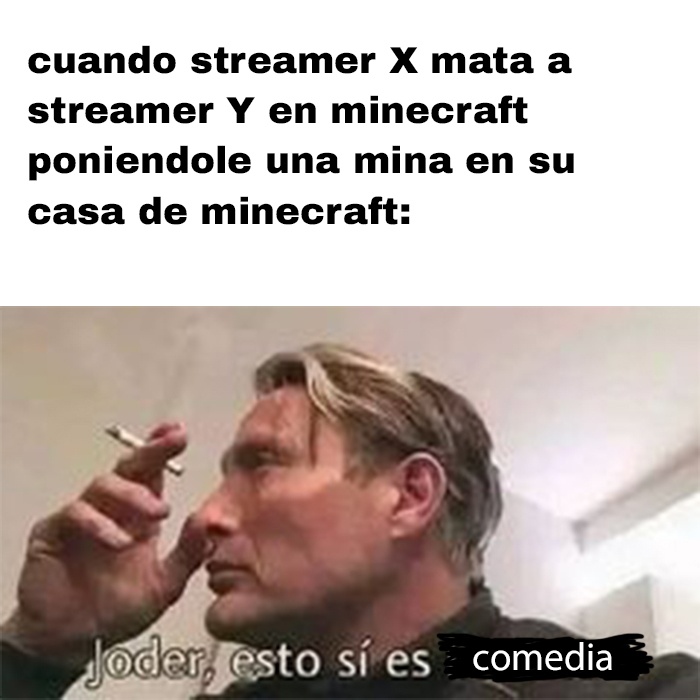 cuando streamer X mata a
streamer Y en minecraft
poniendole una mina en su
casa de minecraft:
Joder, esto sí es comedia